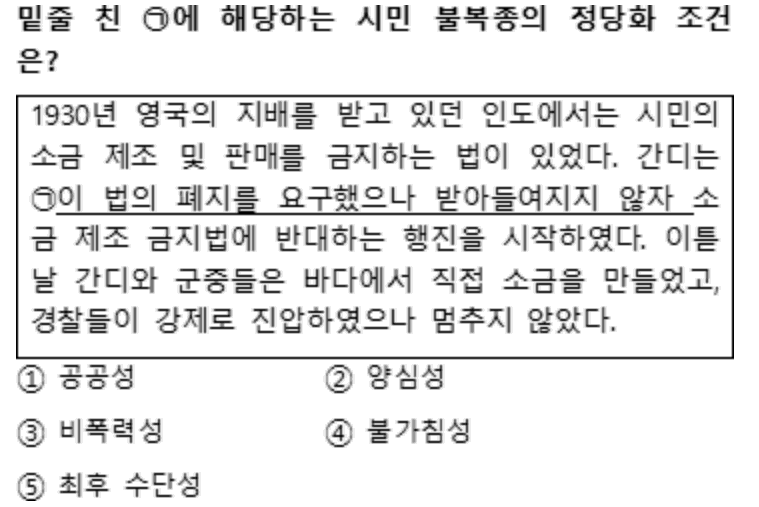 밑줄 친 ㉠에 해당하는 시민 불복종의 정당화 조건
은?
1930년 영국의 지배를 받고 있던 인도에서는 시민의
소금 제조 및 판매를 금지하는 법이 있었다. 간디는
㉠이 법의 폐지를 요구했으나 받아들여지지 않자 소
금 제조 금지법에 반대하는 행진을 시작하였다. 이튿
날 간디와 군중들은 바다에서 직접 소금을 만들었고,
경찰들이 강제로 진압하였으나 멈추지 않았다.
① 공공성 ② 양심성
③ 비폭력성 ④ 불가침성
⑤ 최후 수단성